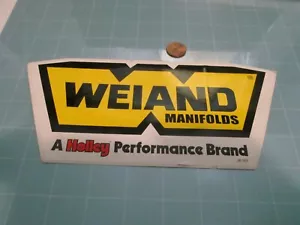 WEIAND
MANIFOLDS
A Holley Performance Brand